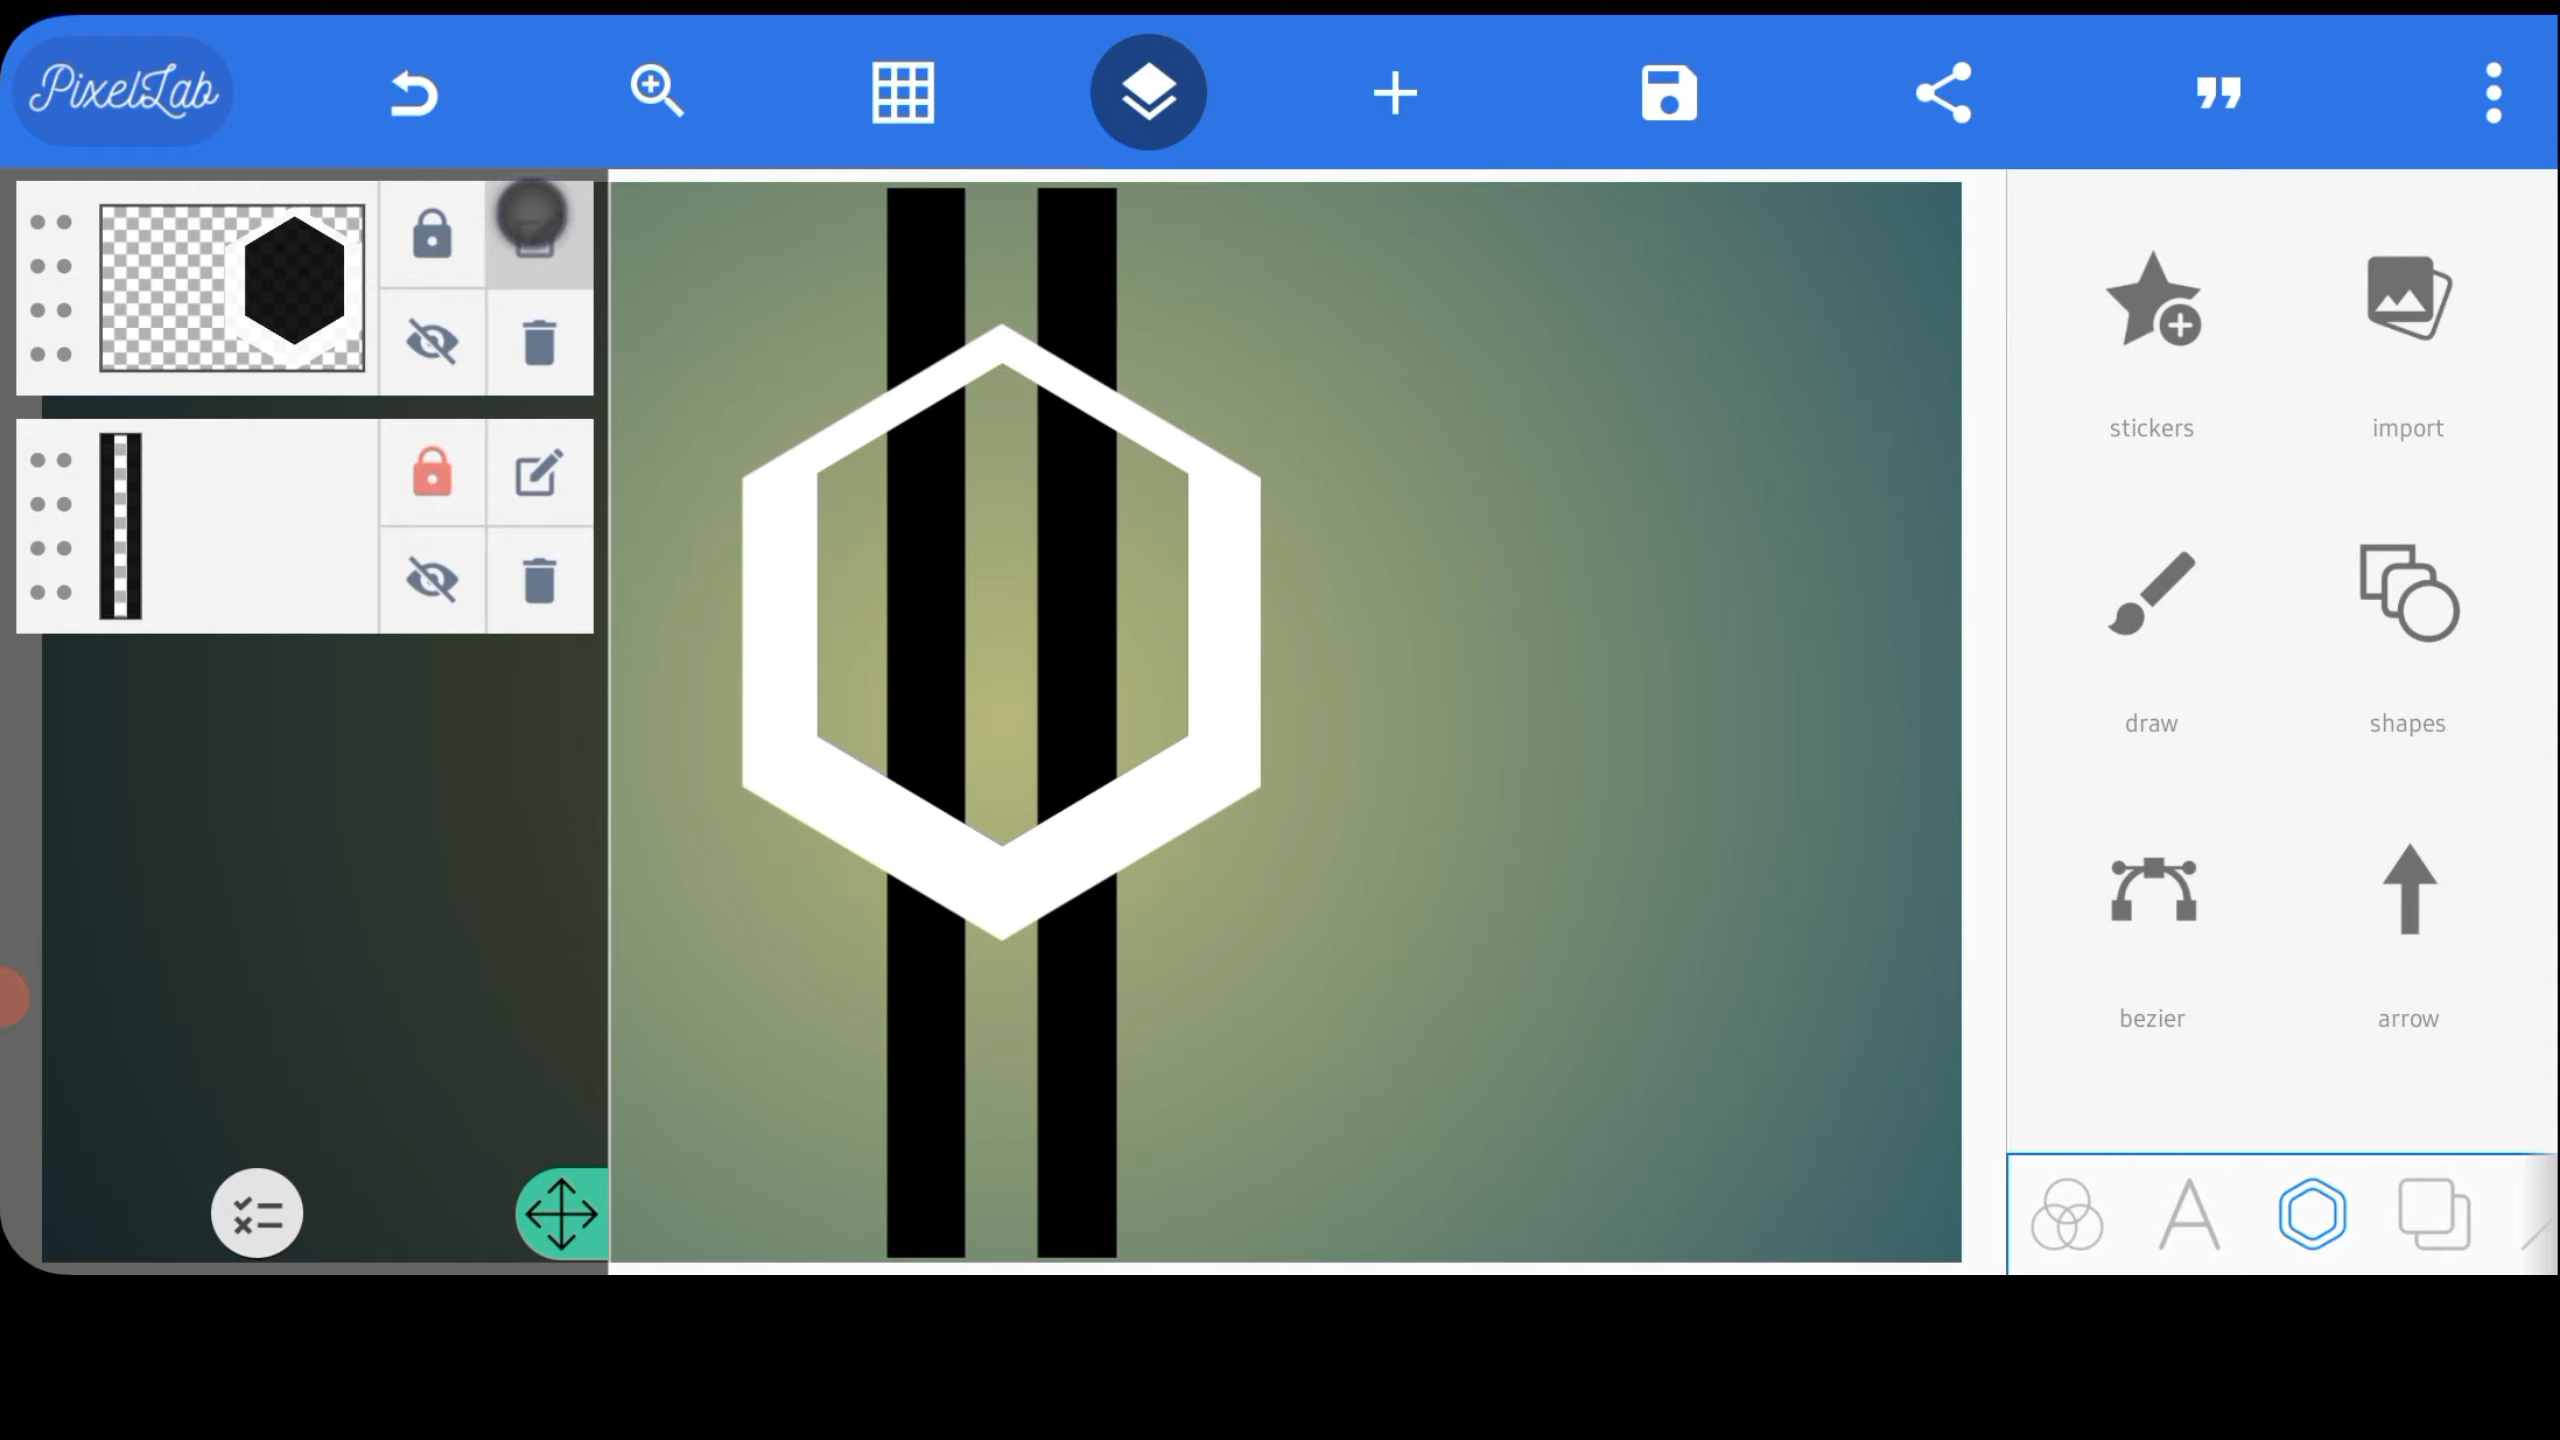 PixelLab
stickers
import
draw
shapes
bezier
arrow